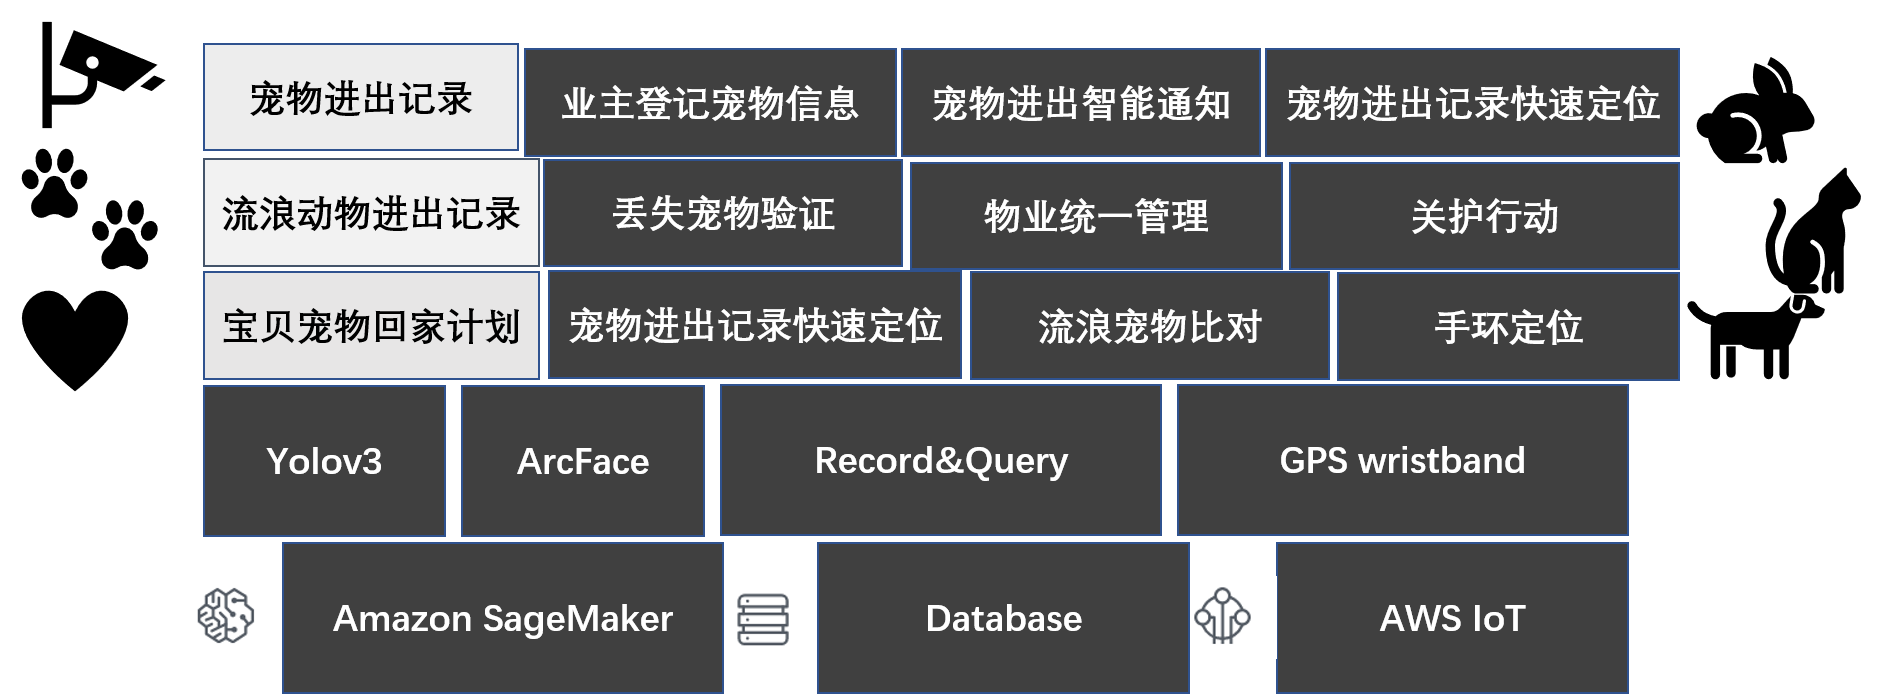 宠物进出记录
业主登记宠物信息
宠物进出智能通知
宠物进出记录快速定位
流浪动物进出记录
丢失宠物验证
物业统一管理
关护行动
宝贝宠物回家计划
宠物进出记录快速定位
流浪宠物比对
手环定位
Yolov3
ArcFace
Record&Query
GPS wristband
Amazon SageMaker
Database
AWS IoT